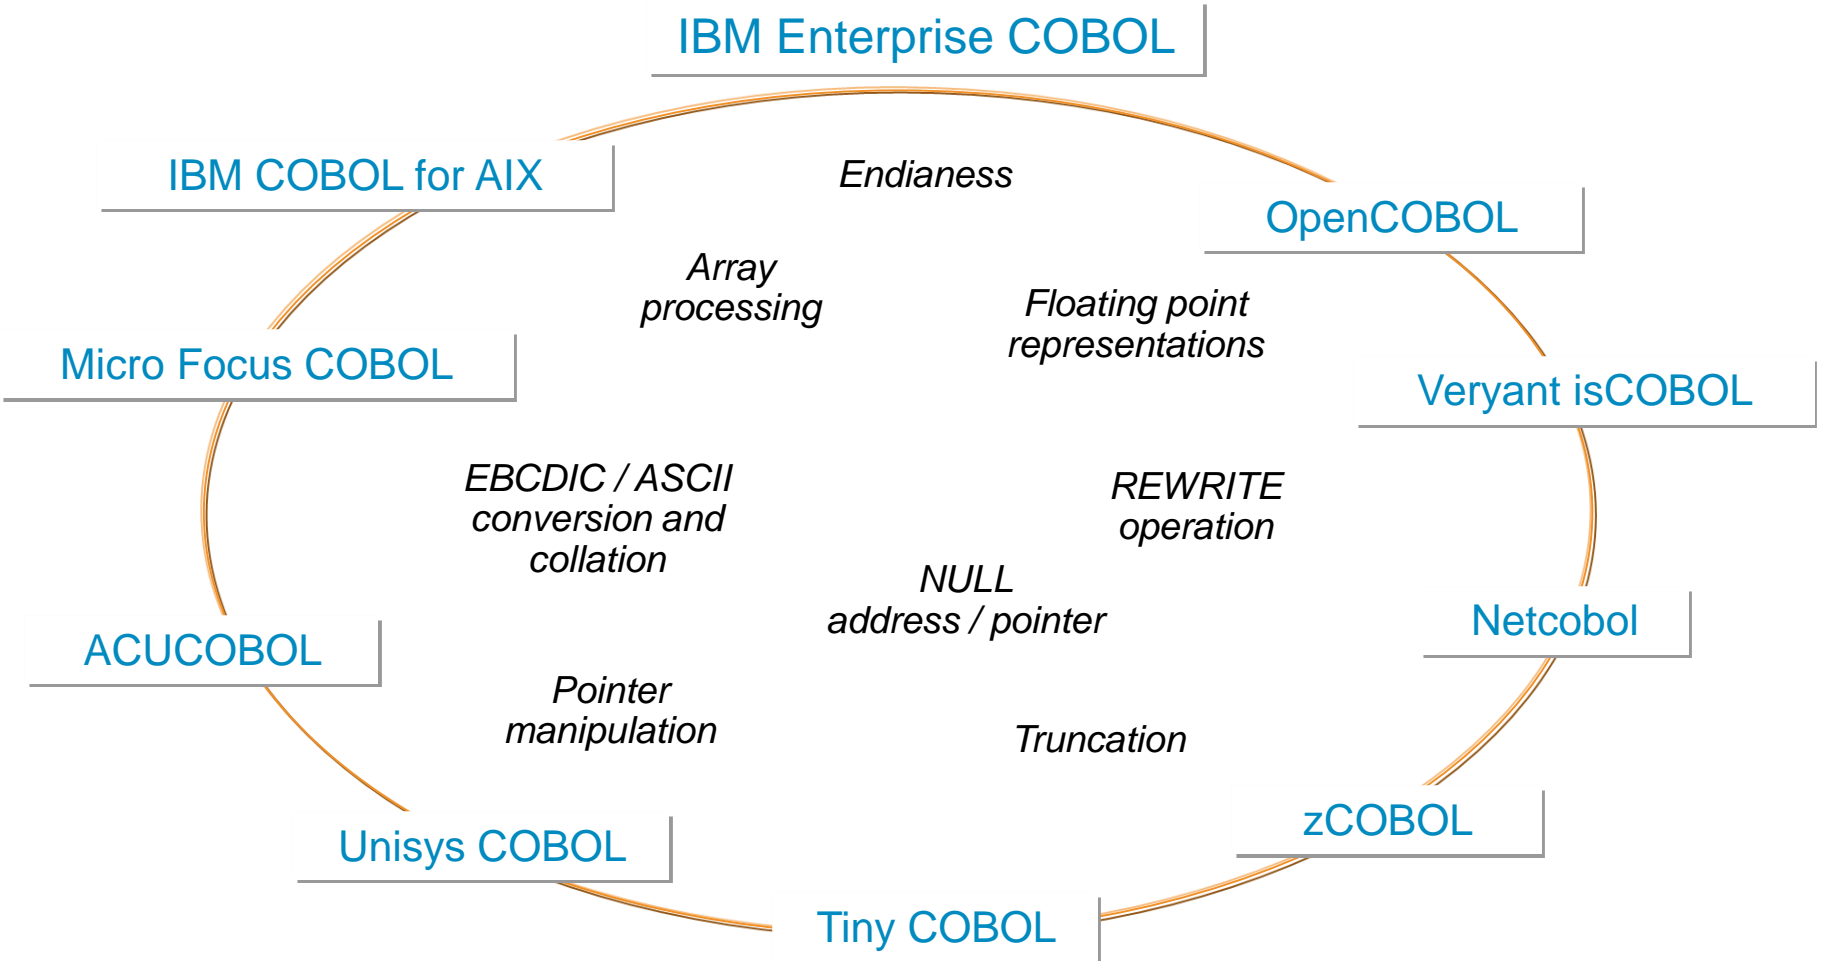 IBM Enterprise COBOL
IBM COBOL for AIX
Endianess
OpenCOBOL
Array
processing
Floating point
representations
Micro Focus COBOL
Veryant isCOBOL
EBCDIC / ASCII
conversion and
collation
REWRITE
operation
NULL
address / pointer
Netcobol
ACUCOBOL
Pointer
manipulation
Truncation
zCOBOL
Unisys COBOL
Tiny COBOL